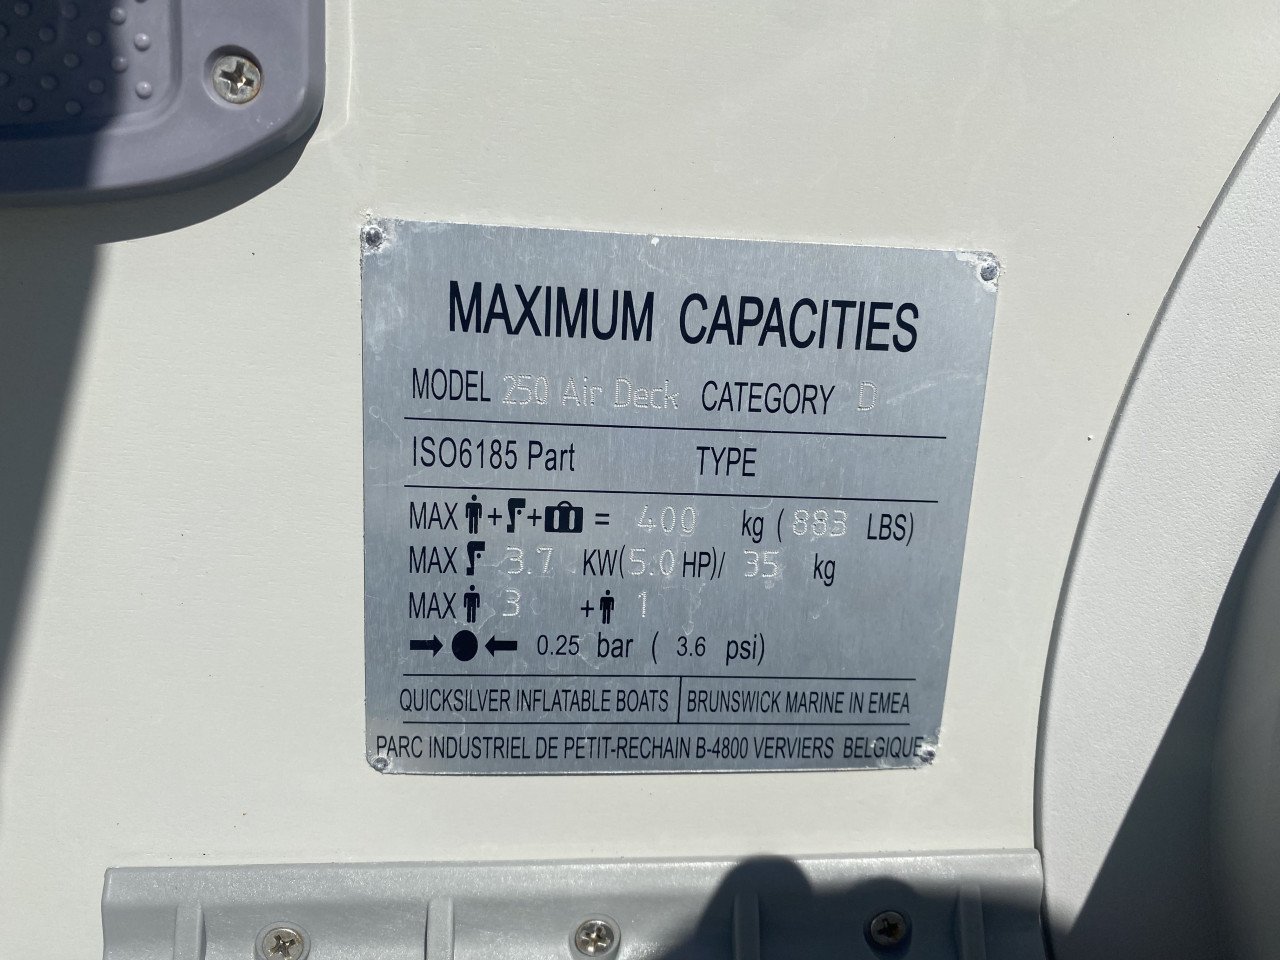 MAXIMUM CAPACITIES
MODEL 250 Air Deck CATEGORY D
ISO6185 Part TYPE
MAX + + = 400 kg ( 883 LBS)
MAX 3.7 KW(5.0 HP)/ 35 kg
MAX 3 + 1
0.25 bar ( 3.6 psi)
QUICKSILVER INFLATABLE BOATS BRUNSWICK MARINE IN EMEA
PARC INDUSTRIEL DE PETIT-RECHAIN B-4800 VERVIERS BELGIQUE